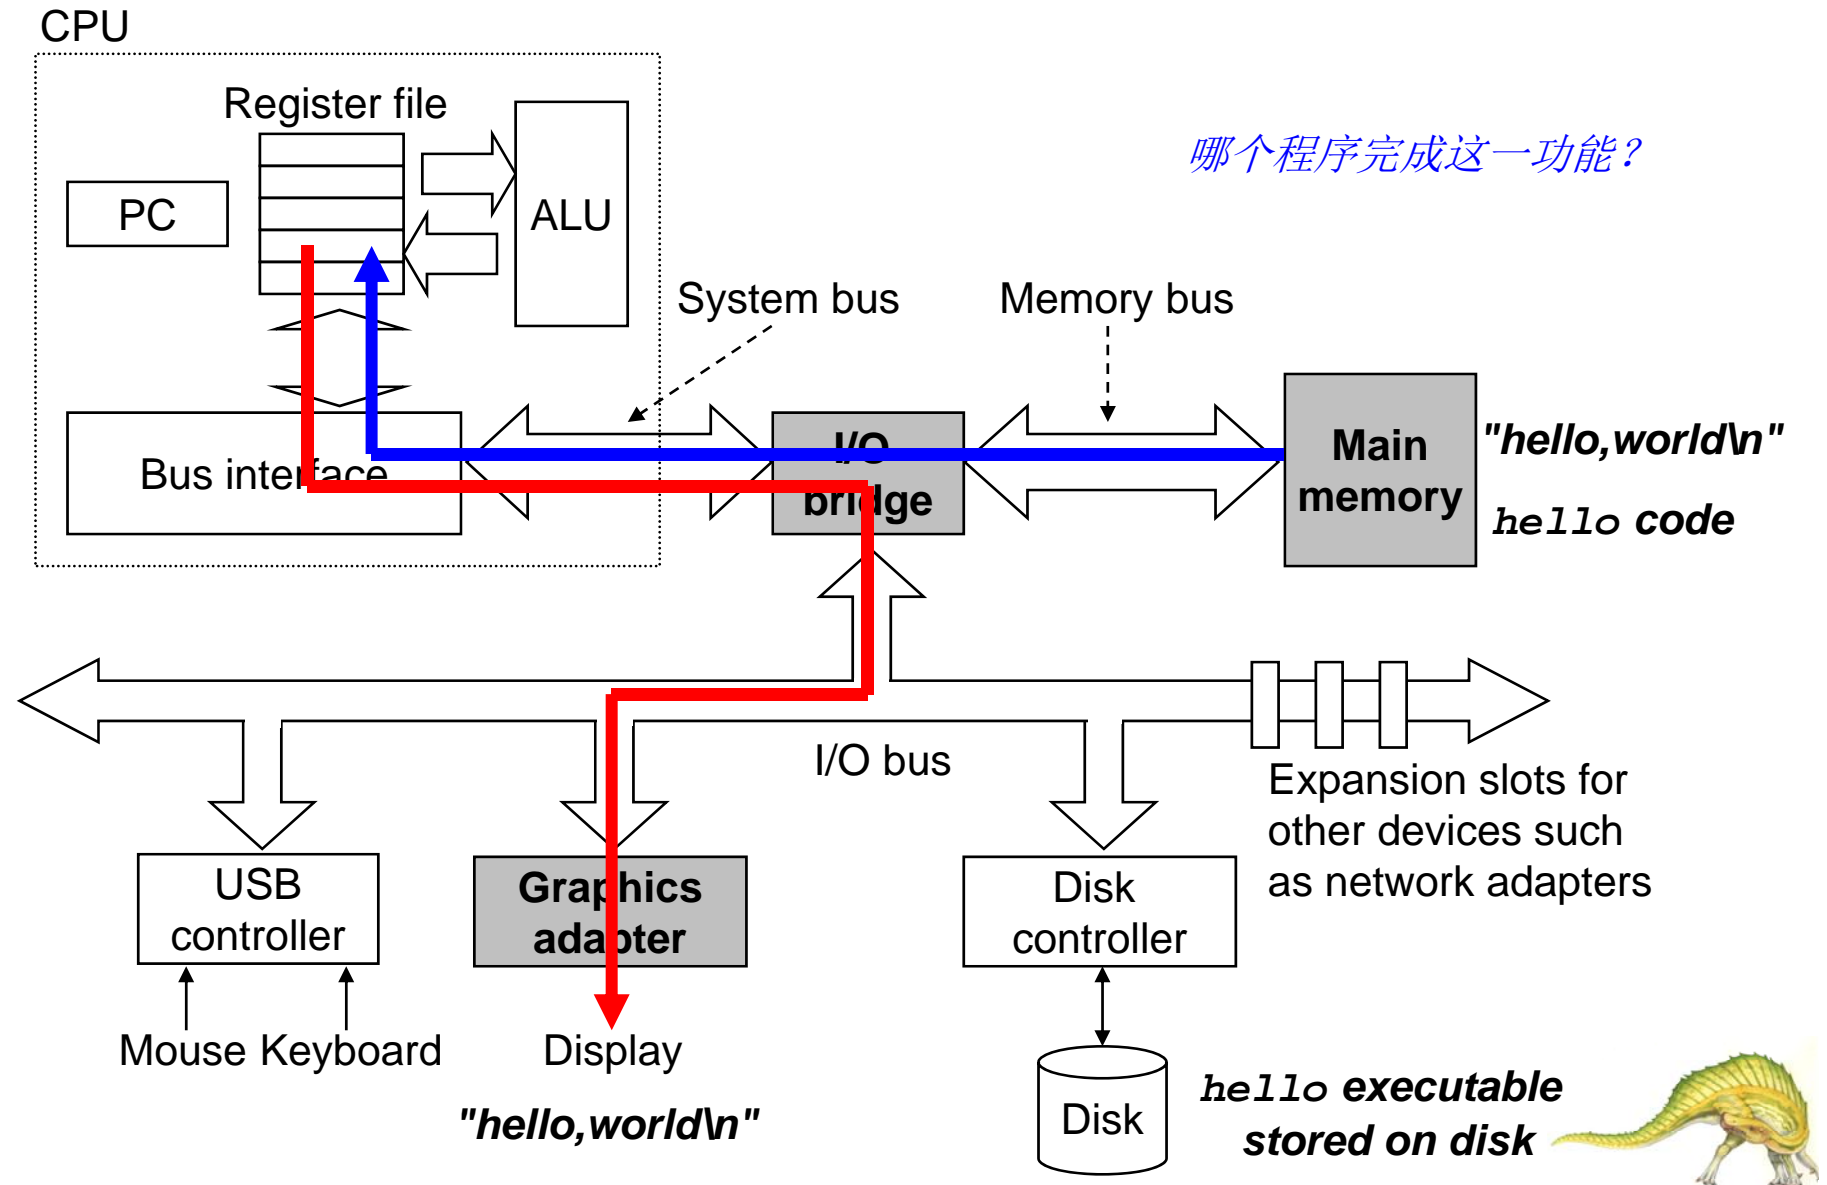 CPU
Register file
哪个程序完成这一功能？
PC
ALU
System bus
Memory bus
Bus interface
I/O
bridge
Main
memory
"hello,world\n"
hello code
I/O bus
Expansion slots for
other devices such
as network adapters
USB
controller
Graphics
adapter
Disk
controller
Mouse Keyboard
Display
"hello,world\n"
Disk
hello executable
stored on disk